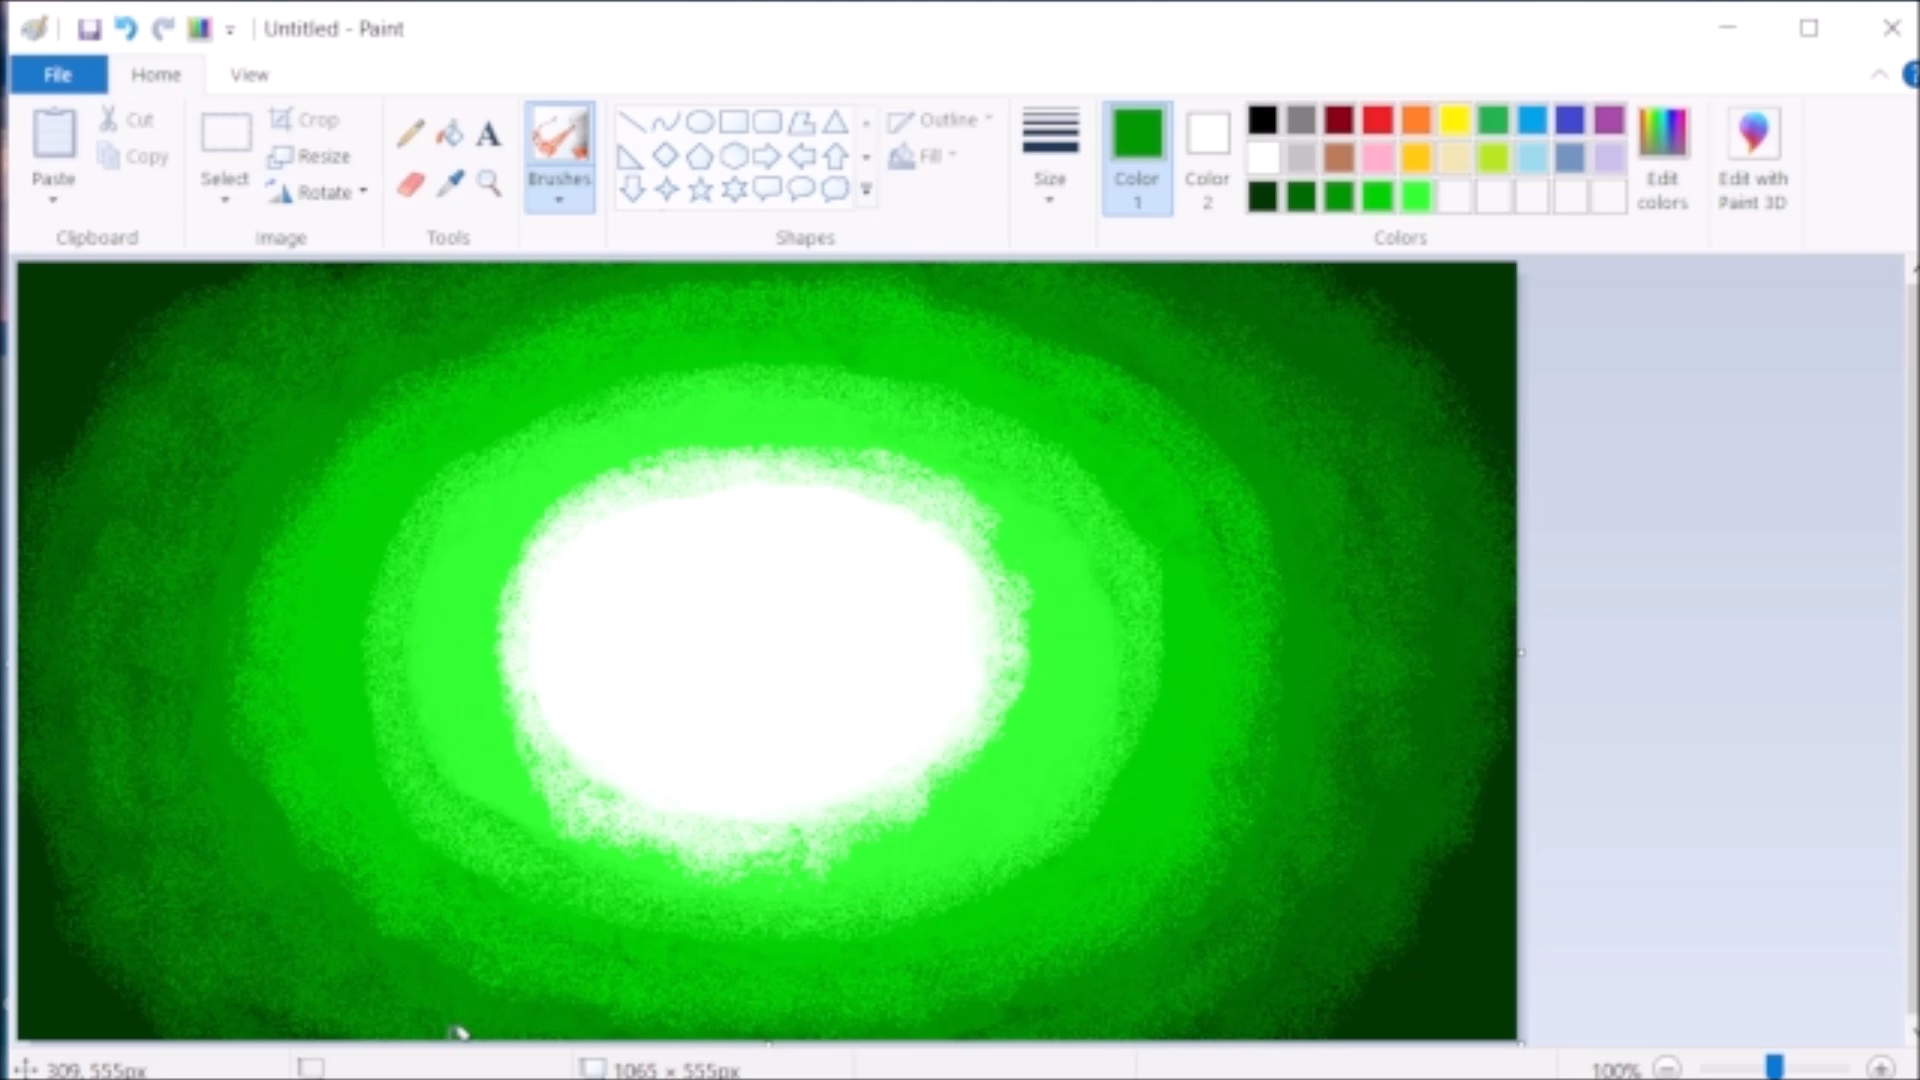 Untitled - Paint
File Home View
Paste Cut Copy Clipboard
Select Crop Resize Rotate Image
A
Tools
Brushes
Outline Fill Shapes
Size
Color 1 Color 2
Edit colors
Colors
Edit with Paint 3D
309, 555px 1065 × 555px 100%